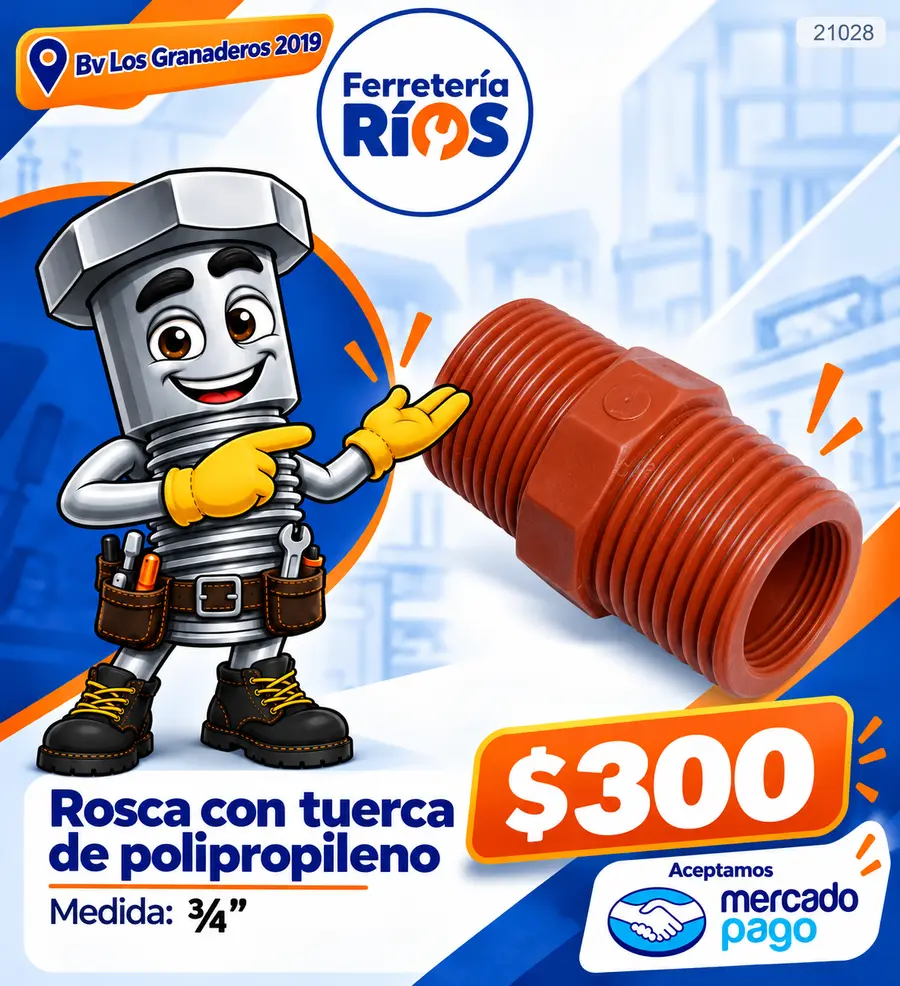 Bv Los Granaderos 2019
21028
Ferretería
RÍOS
$300
Rosca con tuerca
de polipropileno
Medida: ¾”
Aceptamos
mercado
pago